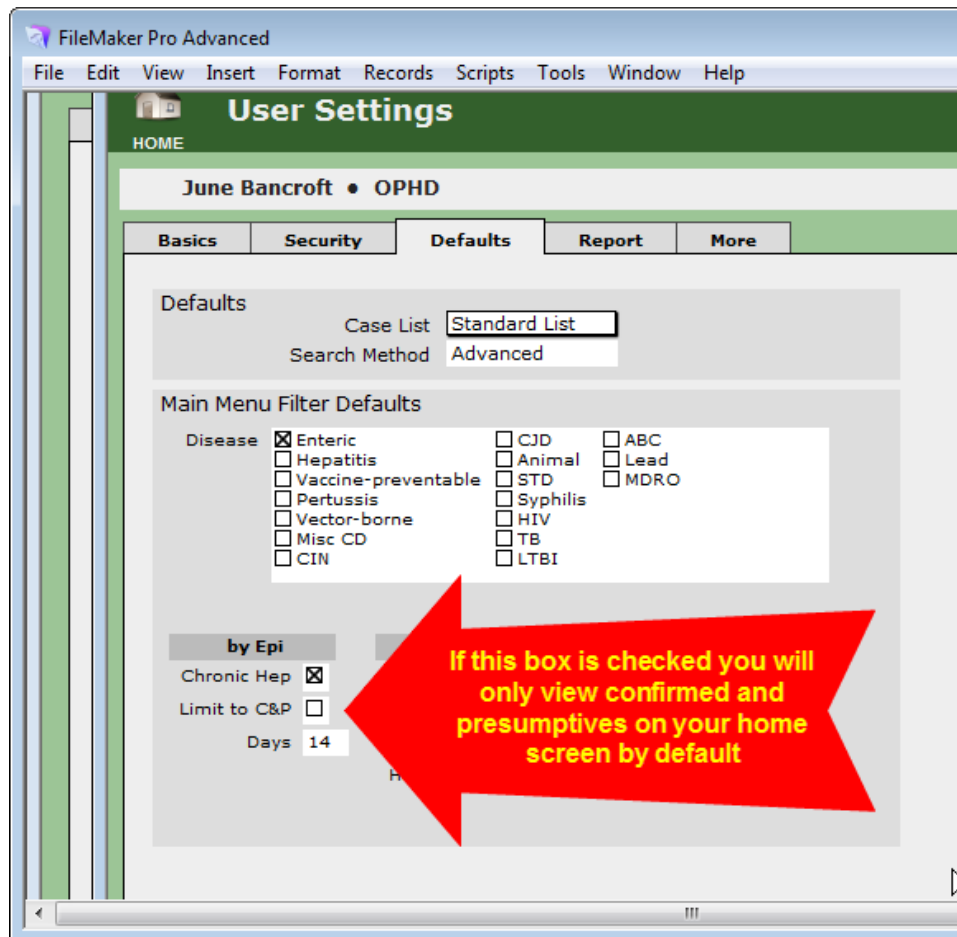 FileMaker Pro Advanced
File Edit View Insert Format Records Scripts Tools Window Help
User Settings
HOME
June Bancroft • OPHD
Basics Security Defaults Report More
Defaults
Case List Standard List
Search Method Advanced
Main Menu Filter Defaults
Disease Enteric CJD ABC
Hepatitis Animal Lead
Vaccine-preventable STD MDRO
Pertussis Syphilis
Vector-borne HIV
Misc CD TB
CIN LTBI
by Epi
Chronic Hep
Limit to C&P
Days 14
If this box is checked you will
only view confirmed and
presumptives on your home
screen by default